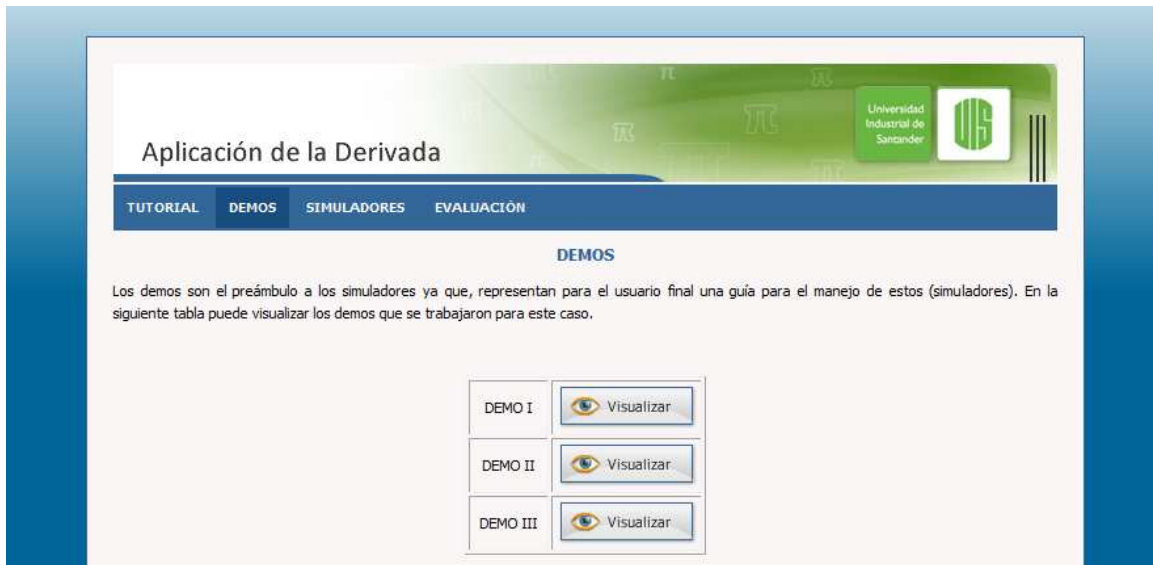 Universidad
Industrial de
Santander
UIS
Aplicación de la Derivada
TUTORIAL DEMOS SIMULADORES EVALUACIÓN
DEMOS
Los demos son el preámbulo a los simuladores ya que, representan para el usuario final una guía para el manejo de estos (simuladores). En la
siguiente tabla puede visualizar los demos que se trabajaron para este caso.
DEMO I Visualizar
DEMO II Visualizar
DEMO III Visualizar